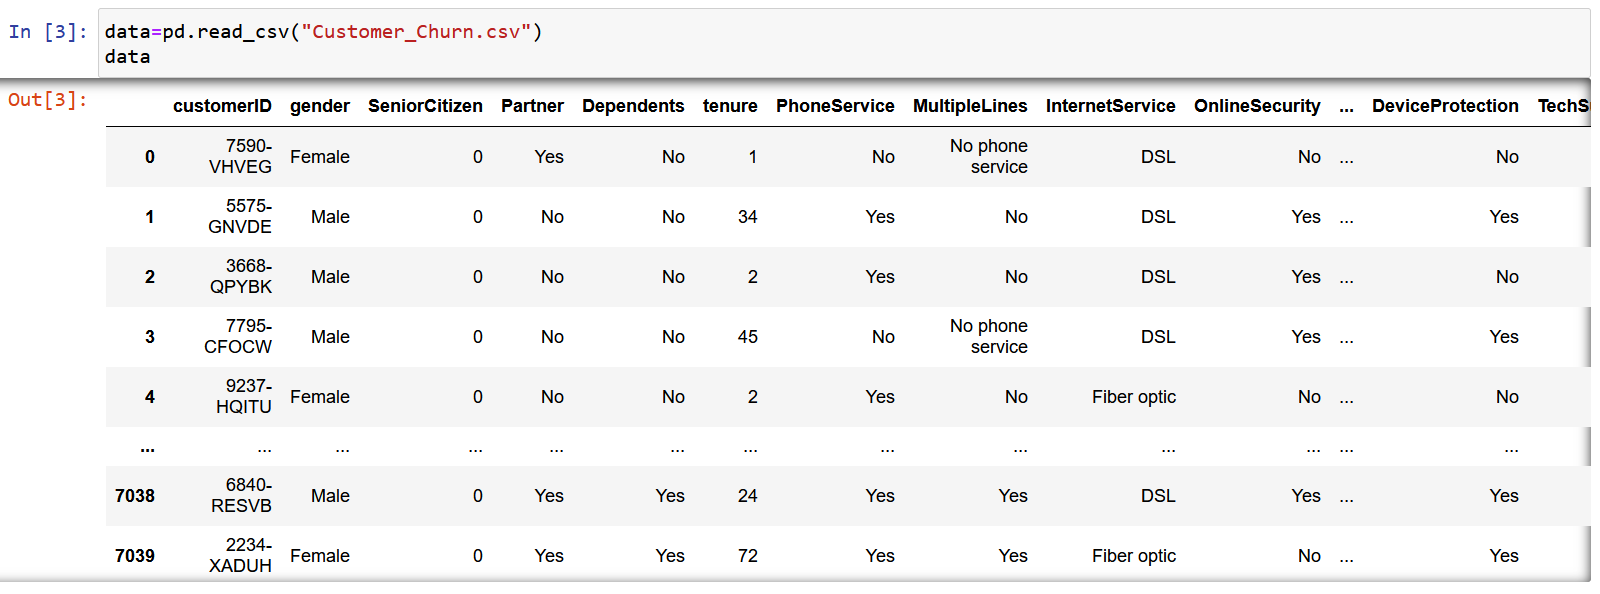 In [3]: data=pd.read_csv("Customer_Churn.csv")
data
Out[3]:
customerID gender SeniorCitizen Partner Dependents tenure PhoneService MultipleLines InternetService OnlineSecurity ... DeviceProtection TechS
0 7590-VHVEG Female 0 Yes No 1 No No phone service DSL No ... No
1 5575-GNVDE Male 0 No No 34 Yes No DSL Yes ... Yes
2 3668-QPYBK Male 0 No No 2 Yes No DSL Yes ... No
3 7795-CFOCW Male 0 No No 45 No No phone service DSL Yes ... Yes
4 9237-HQITU Female 0 No No 2 Yes No Fiber optic No ... No
... ... ... ... ... ... ... ... ... ... ... ... ...
7038 6840-RESVB Male 0 Yes Yes 24 Yes Yes DSL Yes ... Yes
7039 2234-XADUH Female 0 Yes Yes 72 Yes Yes Fiber optic No ... Yes